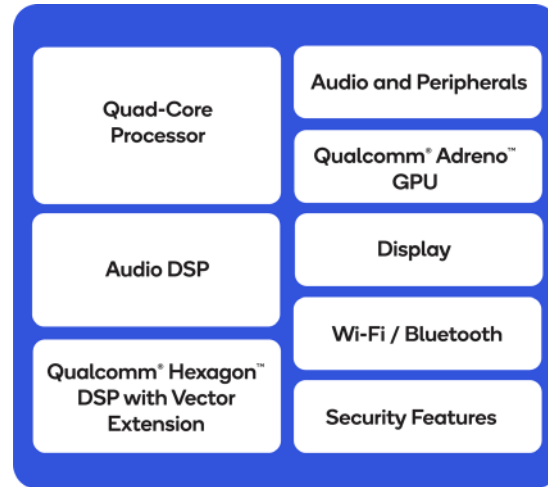 Quad-Core
Processor
Audio DSP
Qualcomm® Hexagon™
DSP with Vector
Extension
Audio and Peripherals
Qualcomm® Adreno™
GPU
Display
Wi-Fi / Bluetooth
Security Features